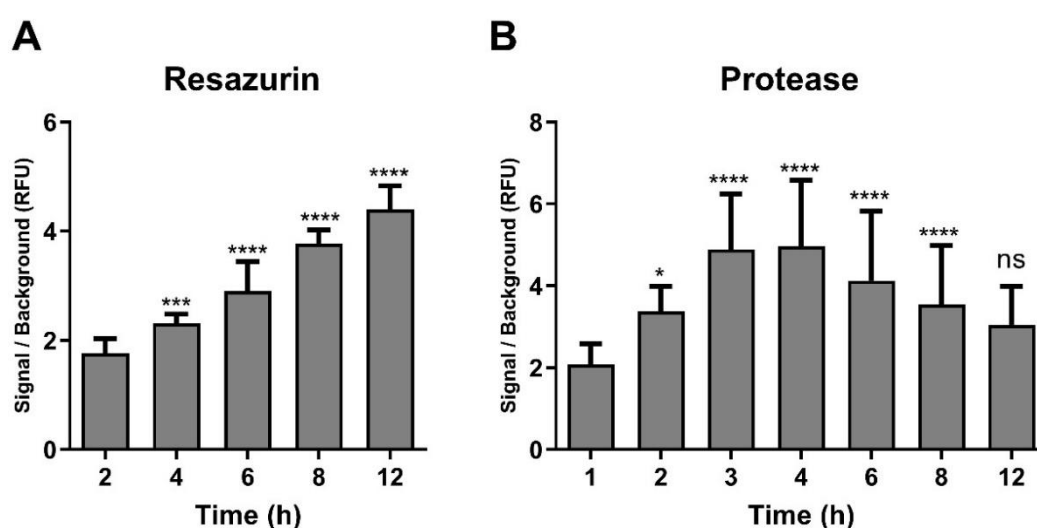 A
Resazurin
Signal / Background (RFU)
6
4
2
0
***
****
****
****
2 4 6 8 12
Time (h)
B
Protease
Signal / Background (RFU)
8
6
4
2
0
*
****
****
****
****
ns
1 2 3 4 6 8 12
Time (h)